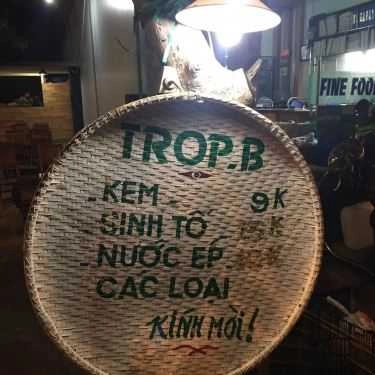 TROP.B
FINE FOO
- KEM 9K
- SINH TỐ 15K
- NƯỚC ÉP K
CÁC LOẠI
KÍNH MỜI!